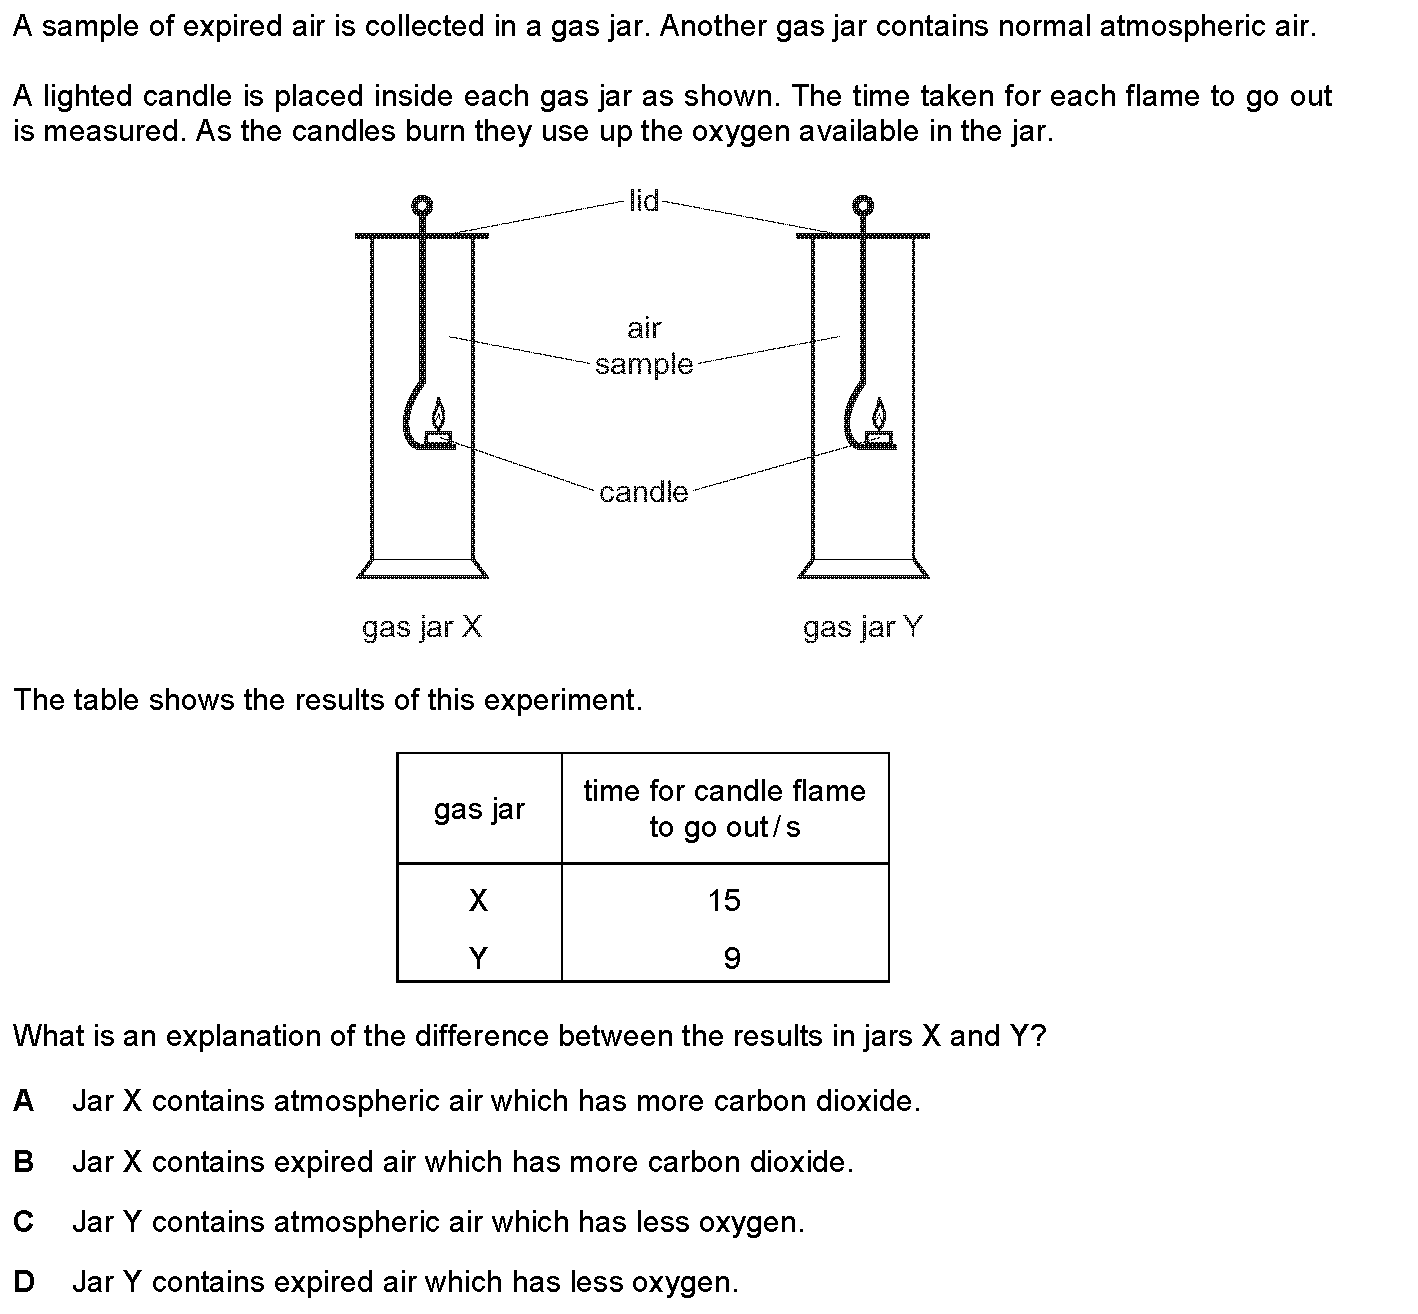 A sample of expired air is collected in a gas jar. Another gas jar contains normal atmospheric air.
A lighted candle is placed inside each gas jar as shown. The time taken for each flame to go out
is measured. As the candles burn they use up the oxygen available in the jar.
lid
air
sample
candle
gas jar X
gas jar Y
The table shows the results of this experiment.
gas jar
time for candle flame
to go out / s
X 15
Y 9
What is an explanation of the difference between the results in jars X and Y?
A Jar X contains atmospheric air which has more carbon dioxide.
B Jar X contains expired air which has more carbon dioxide.
C Jar Y contains atmospheric air which has less oxygen.
D Jar Y contains expired air which has less oxygen.